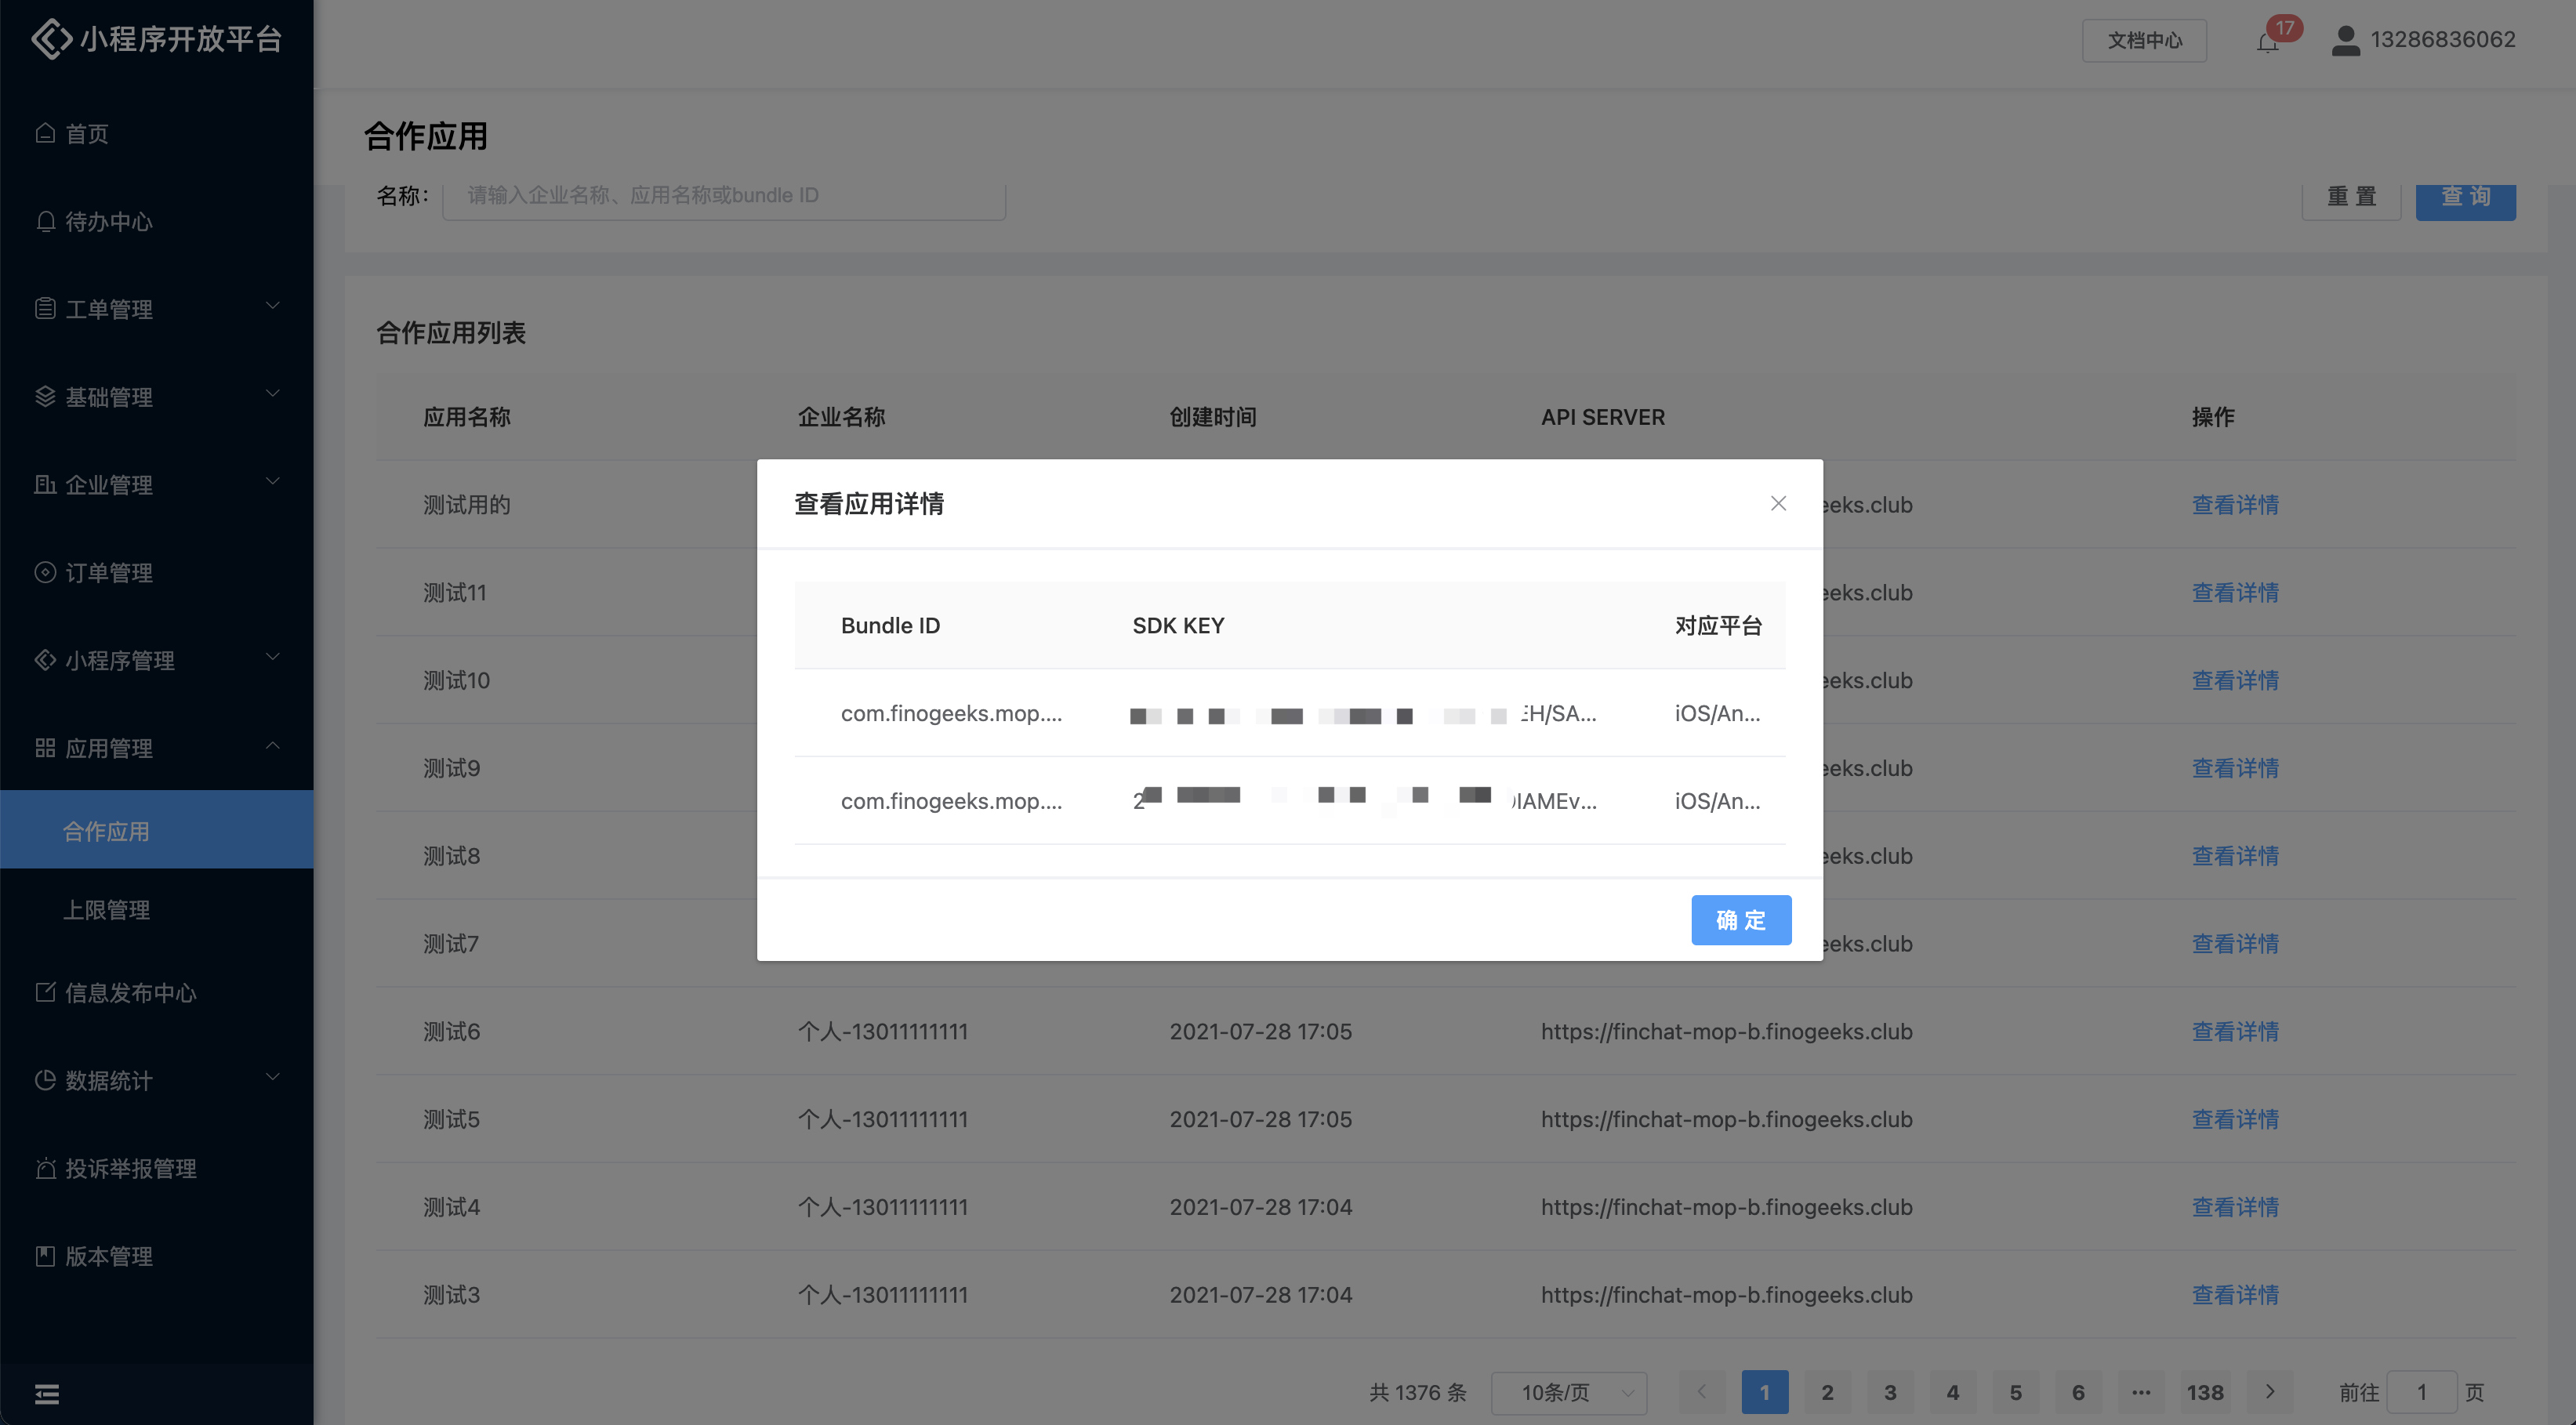 小程序开放平台
文档中心
17
13286836062
首页
待办中心
工单管理
基础管理
企业管理
订单管理
小程序管理
应用管理
合作应用
上限管理
信息发布中心
数据统计
投诉举报管理
版本管理
合作应用
名称: 请输入企业名称、应用名称或bundle ID 重 置 查 询
合作应用列表
应用名称 企业名称 创建时间 API SERVER 操作
测试用的 eeks.club 查看详情
测试11 eeks.club 查看详情
测试10 eeks.club 查看详情
测试9 eeks.club 查看详情
测试8 eeks.club 查看详情
测试7 eeks.club 查看详情
测试6 个人-13011111111 2021-07-28 17:05 https://finchat-mop-b.finogeeks.club 查看详情
测试5 个人-13011111111 2021-07-28 17:05 https://finchat-mop-b.finogeeks.club 查看详情
测试4 个人-13011111111 2021-07-28 17:04 https://finchat-mop-b.finogeeks.club 查看详情
测试3 个人-13011111111 2021-07-28 17:04 https://finchat-mop-b.finogeeks.club 查看详情
查看应用详情
Bundle ID SDK KEY 对应平台
com.finogeeks.mop.... H/SA... iOS/An...
com.finogeeks.mop.... 2 IAMEv... iOS/An...
确 定
共 1376 条 10条/页 1 2 3 4 5 6 ... 138 前往 1 页